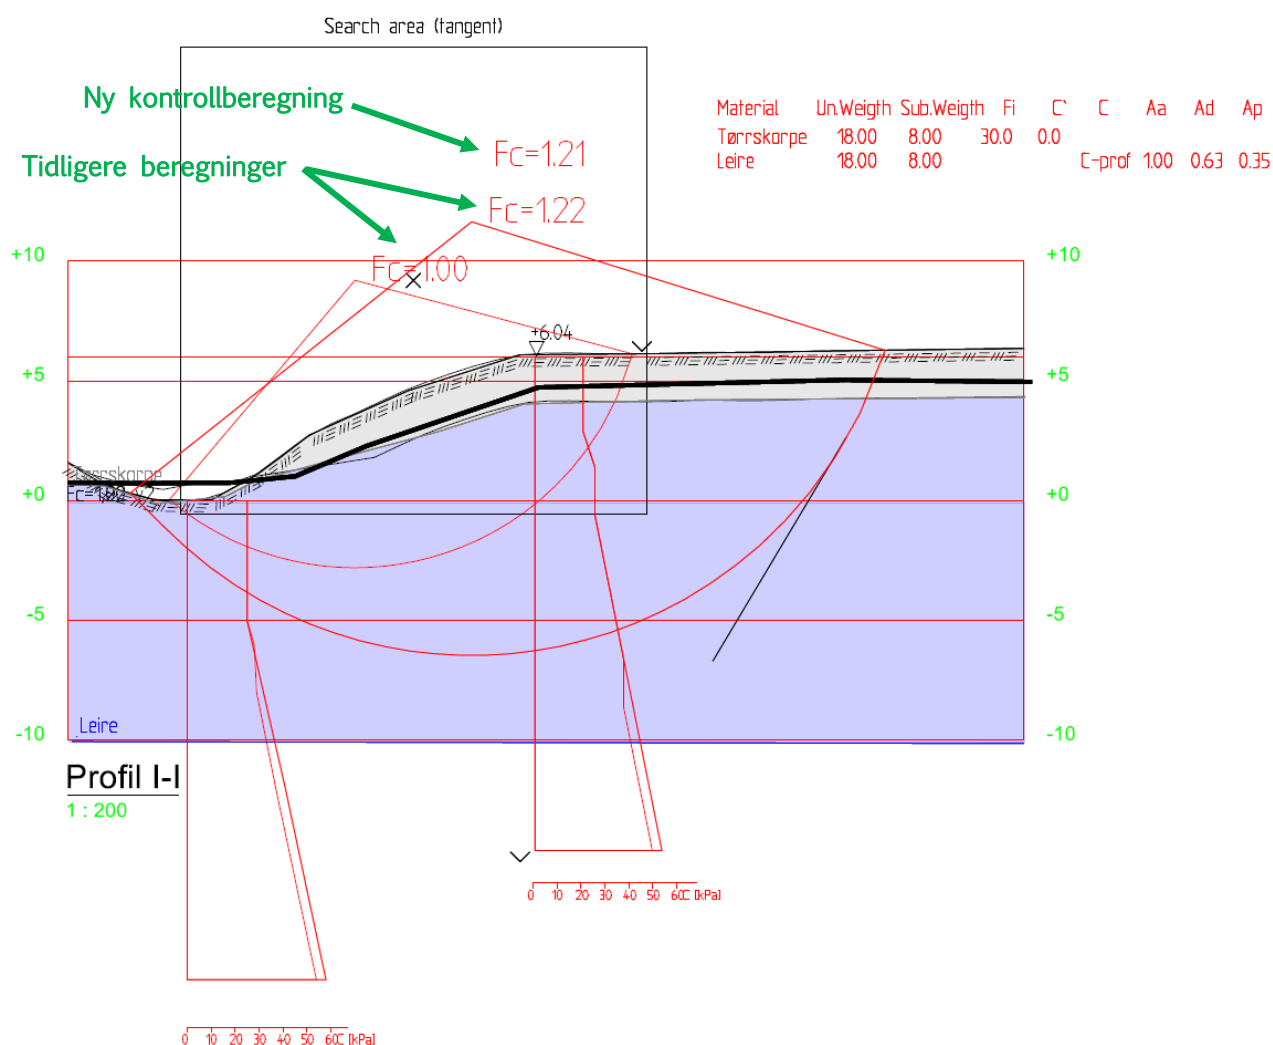 Search area (tangent)
Ny kontrollberegning
Tidligere beregninger
Fc=1.21
Fc=1.22
Fc=1.00
Material Un.Weigth Sub.Weigth Fi C` C Aa Ad Ap
Tørrskorpe 18.00 8.00 30.0 0.0
Leire 18.00 8.00 C-prof 1.00 0.63 0.35
+10 +10
+6.04
+5 +5
Tørrskorpe
+0 +0
-5 -5
Leire
-10 -10
Profil I-I
1 : 200
0 10 20 30 40 50 60C [kPa]
0 10 20 30 40 50 60C [kPa]